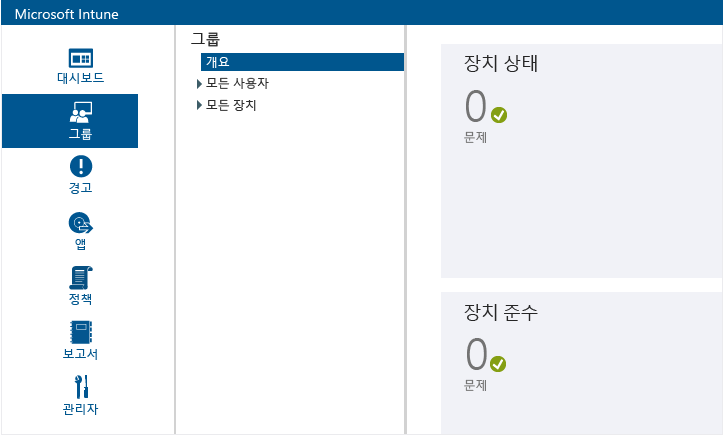 Microsoft Intune
대시보드
그룹
경고
앱
정책
보고서
관리자
그룹
개요
모든 사용자
모든 장치
장치 상태
0
문제
장치 준수
0
문제